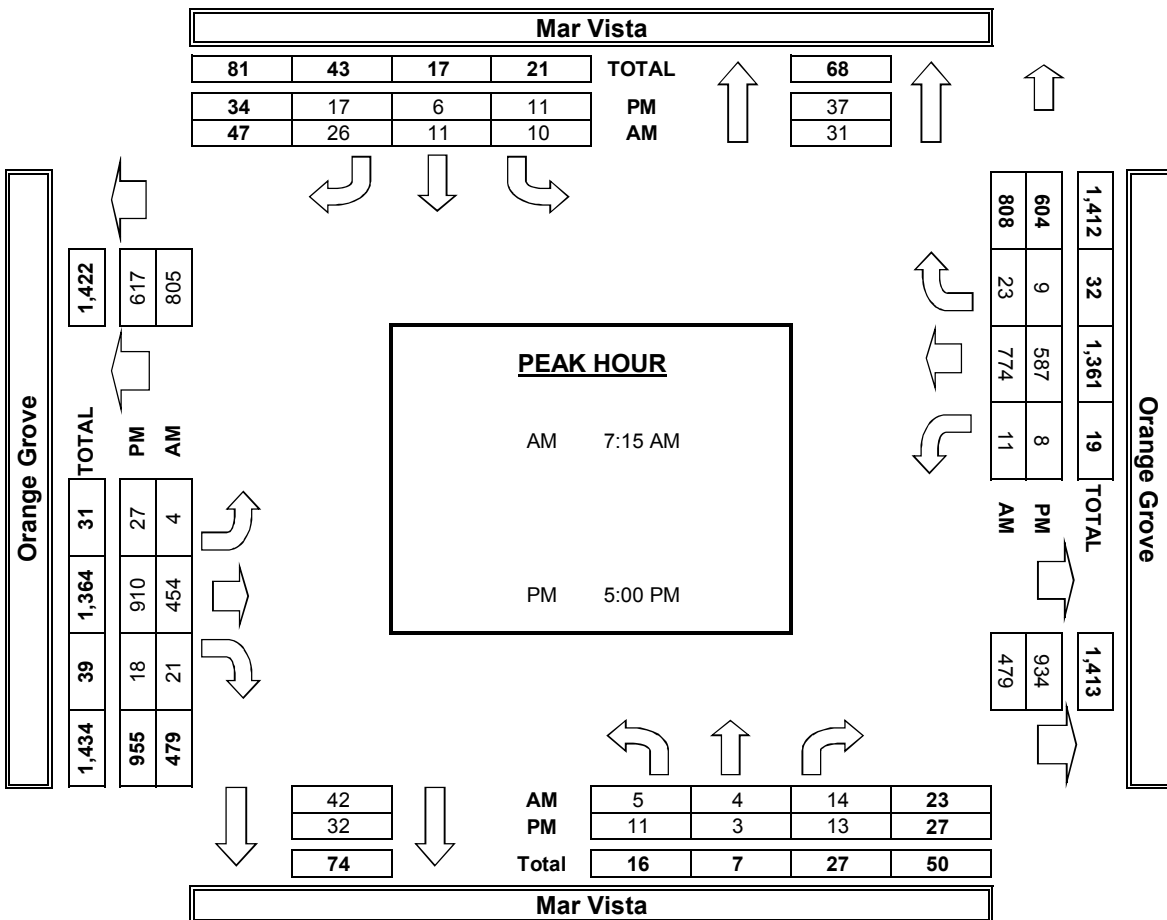 Mar Vista
81 43 17 21 TOTAL 68
34 17 6 11 PM 37
47 26 11 10 AM 31
Orange Grove
1,434 39 1,364 31 TOTAL 1,422
955 18 910 27 PM 617
479 21 454 4 AM 805
PEAK HOUR
AM 7:15 AM
PM 5:00 PM
Orange Grove
1,412 32 1,361 19 TOTAL 1,413
604 9 587 8 PM 934
808 23 774 11 AM 479
42 AM 5 4 14 23
32 PM 11 3 13 27
74 Total 16 7 27 50
Mar Vista